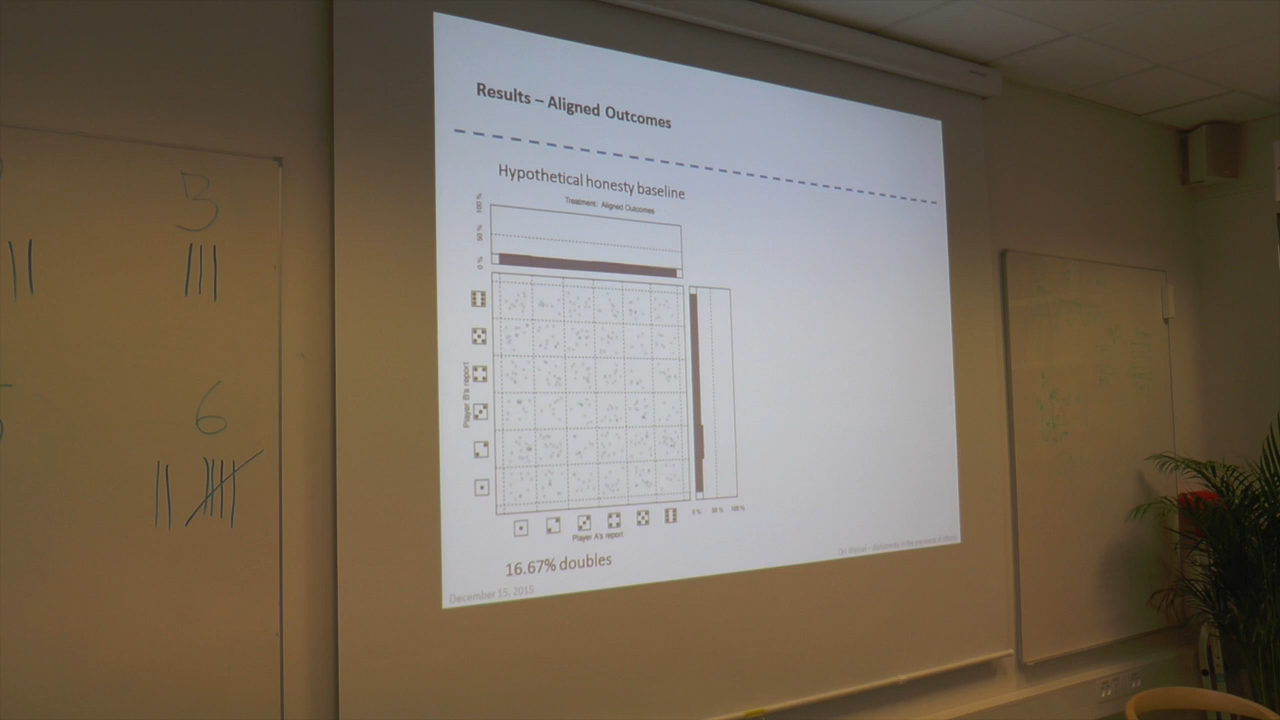 3
6
Results – Aligned Outcomes
Hypothetical honesty baseline
Treatment: Aligned Outcomes
100 %
50 %
0 %
Player B's report
0 % 50 % 100 %
Player A's report
16.67% doubles
December 15, 2015